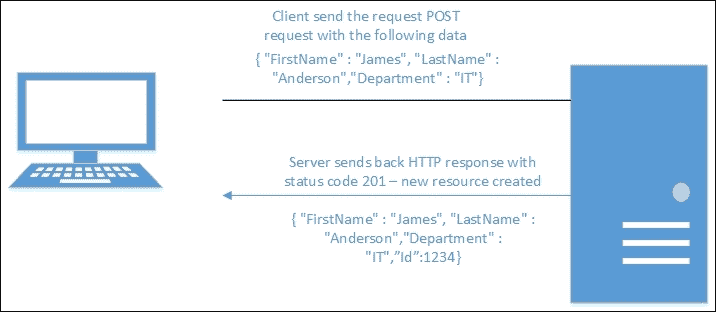 Client send the request POST
request with the following data
{ "FirstName" : "James", "LastName" :
"Anderson","Department" : "IT"}
Server sends back HTTP response with
status code 201 – new resource created
{ "FirstName" : "James", "LastName" :
"Anderson","Department" :
"IT",”Id”:1234}